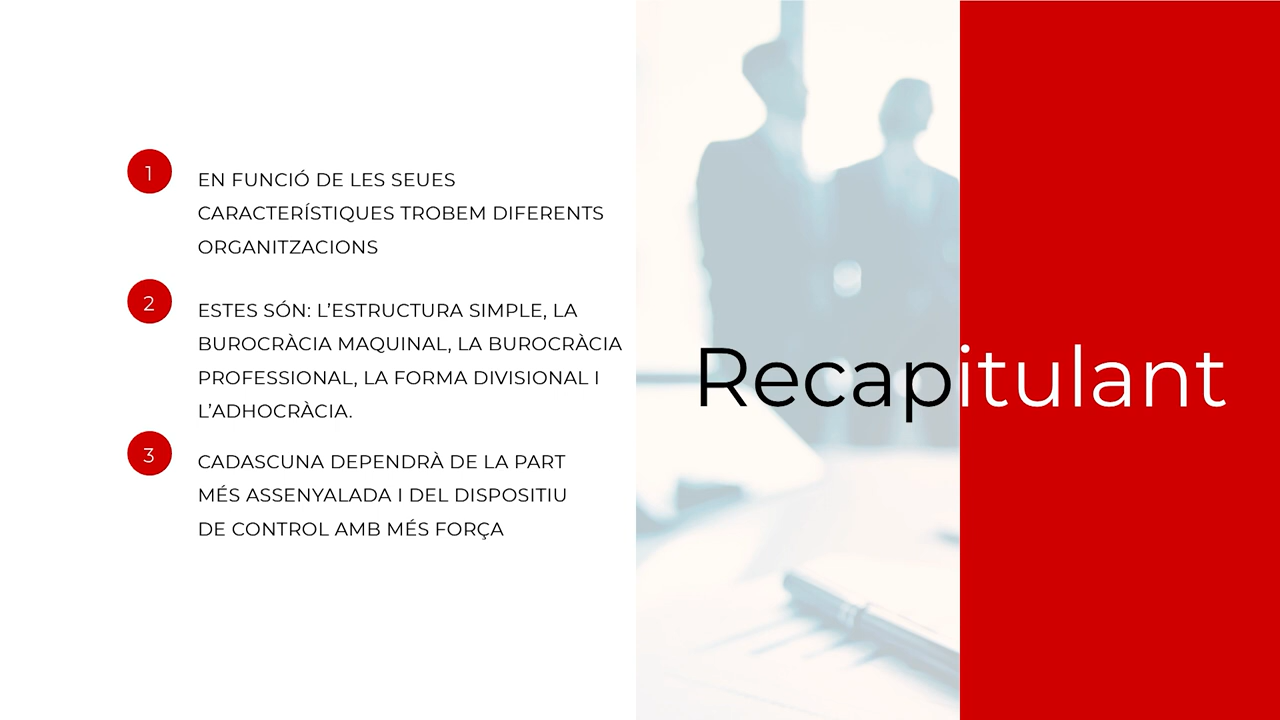 1
EN FUNCIÓ DE LES SEUES
CARACTERÍSTIQUES TROBEM DIFERENTS
ORGANITZACIONS
2
ESTES SÓN: L’ESTRUCTURA SIMPLE, LA
BUROCRÀCIA MAQUINAL, LA BUROCRÀCIA
PROFESSIONAL, LA FORMA DIVISIONAL I
L’ADHOCRÀCIA.
3
CADASCUNA DEPENDRÀ DE LA PART
MÉS ASSENYALADA I DEL DISPOSITIU
DE CONTROL AMB MÉS FORÇA
Recapitulant